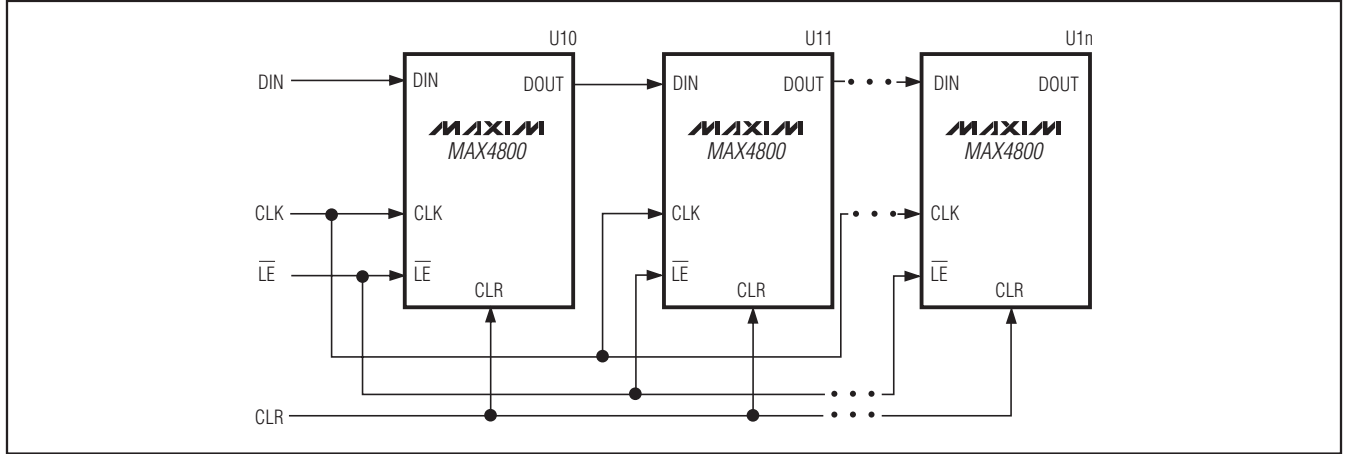 U10
U11
U1n
DIN
DIN
DOUT
DIN
DOUT
DIN
DOUT
MAXIM
MAX4800
MAXIM
MAX4800
MAXIM
MAX4800
CLK
CLK
CLK
CLK
LE
LE
LE
LE
CLR
CLR
CLR
CLR